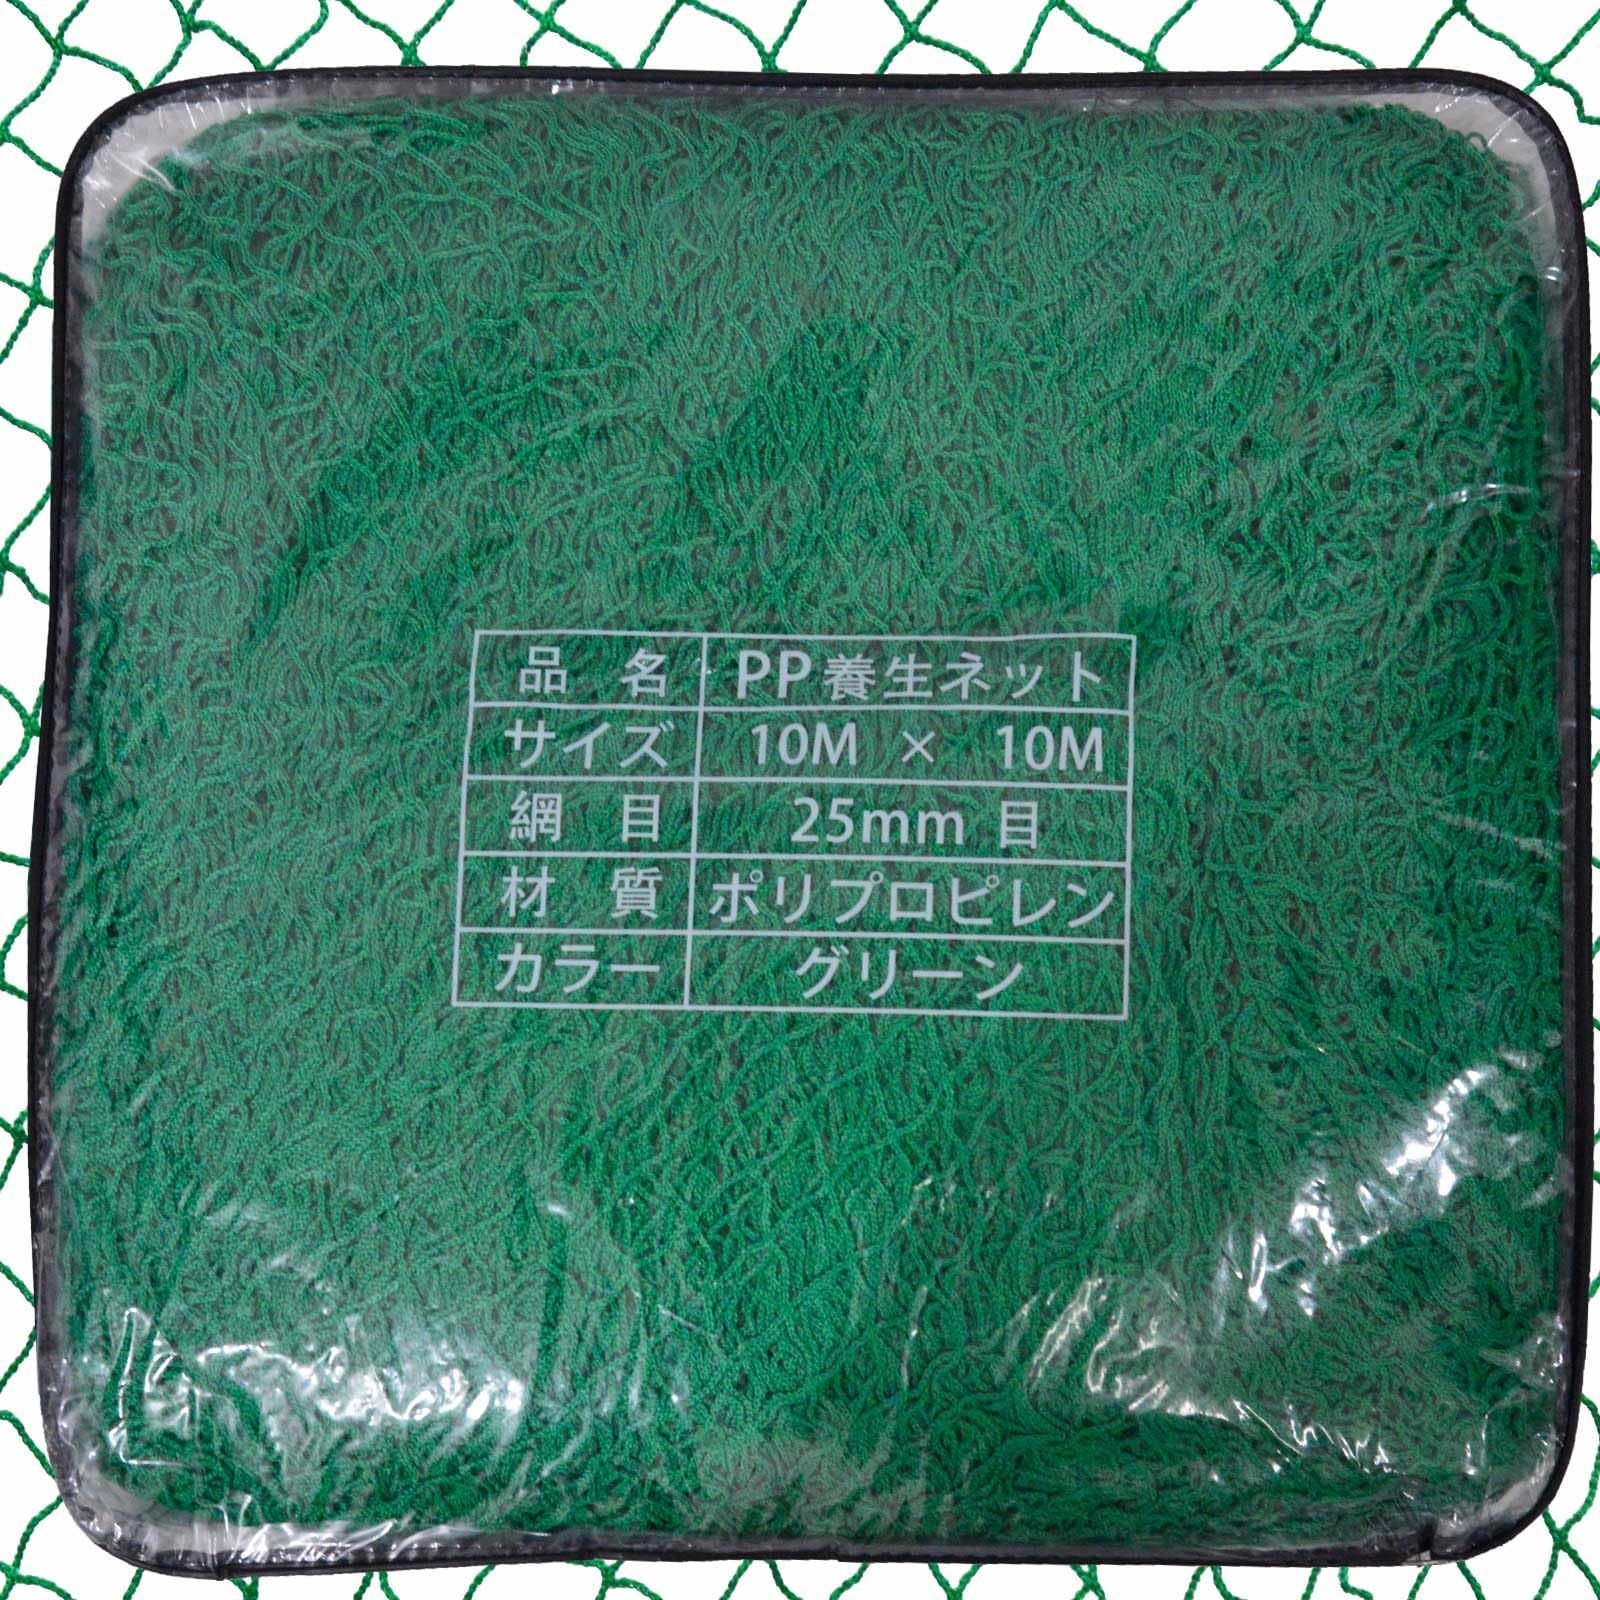 品名 PP養生ネット
サイズ 10M × 10M
網目 25mm 目
材質 ポリプロピレン
カラー グリーン